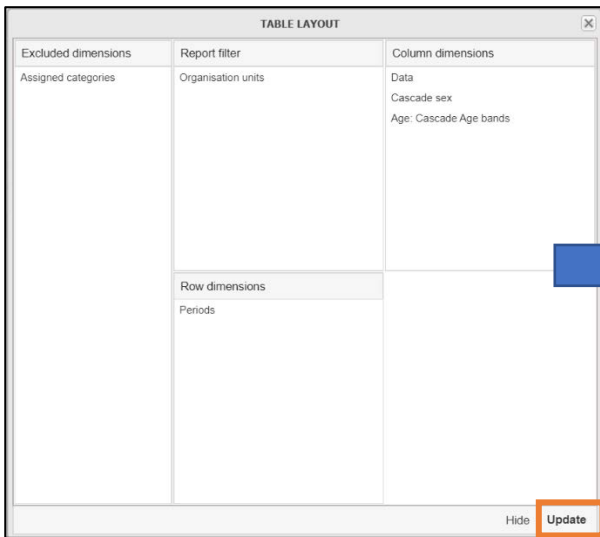 TABLE LAYOUT
Excluded dimensions
Assigned categories
Report filter
Organisation units
Column dimensions
Data
Cascade sex
Age: Cascade Age bands
Row dimensions
Periods
Hide
Update